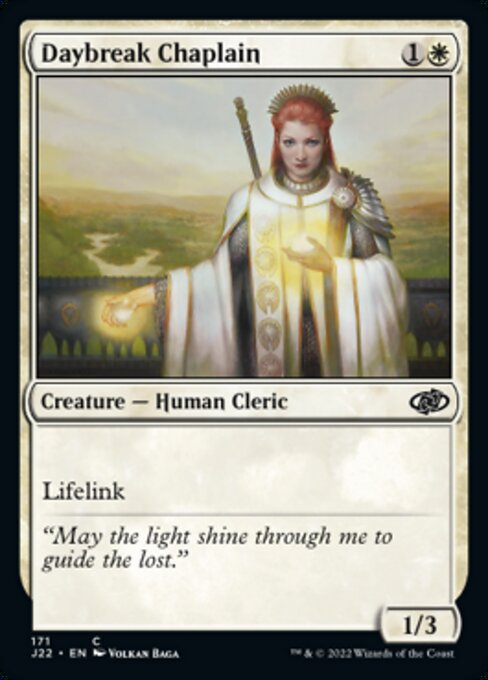 Daybreak Chaplain 1
Creature — Human Cleric
Lifelink
“May the light shine through me to
guide the lost.”
1/3
171 C
J22 • EN Volkan Baga ™ & © 2022 Wizards of the Coast